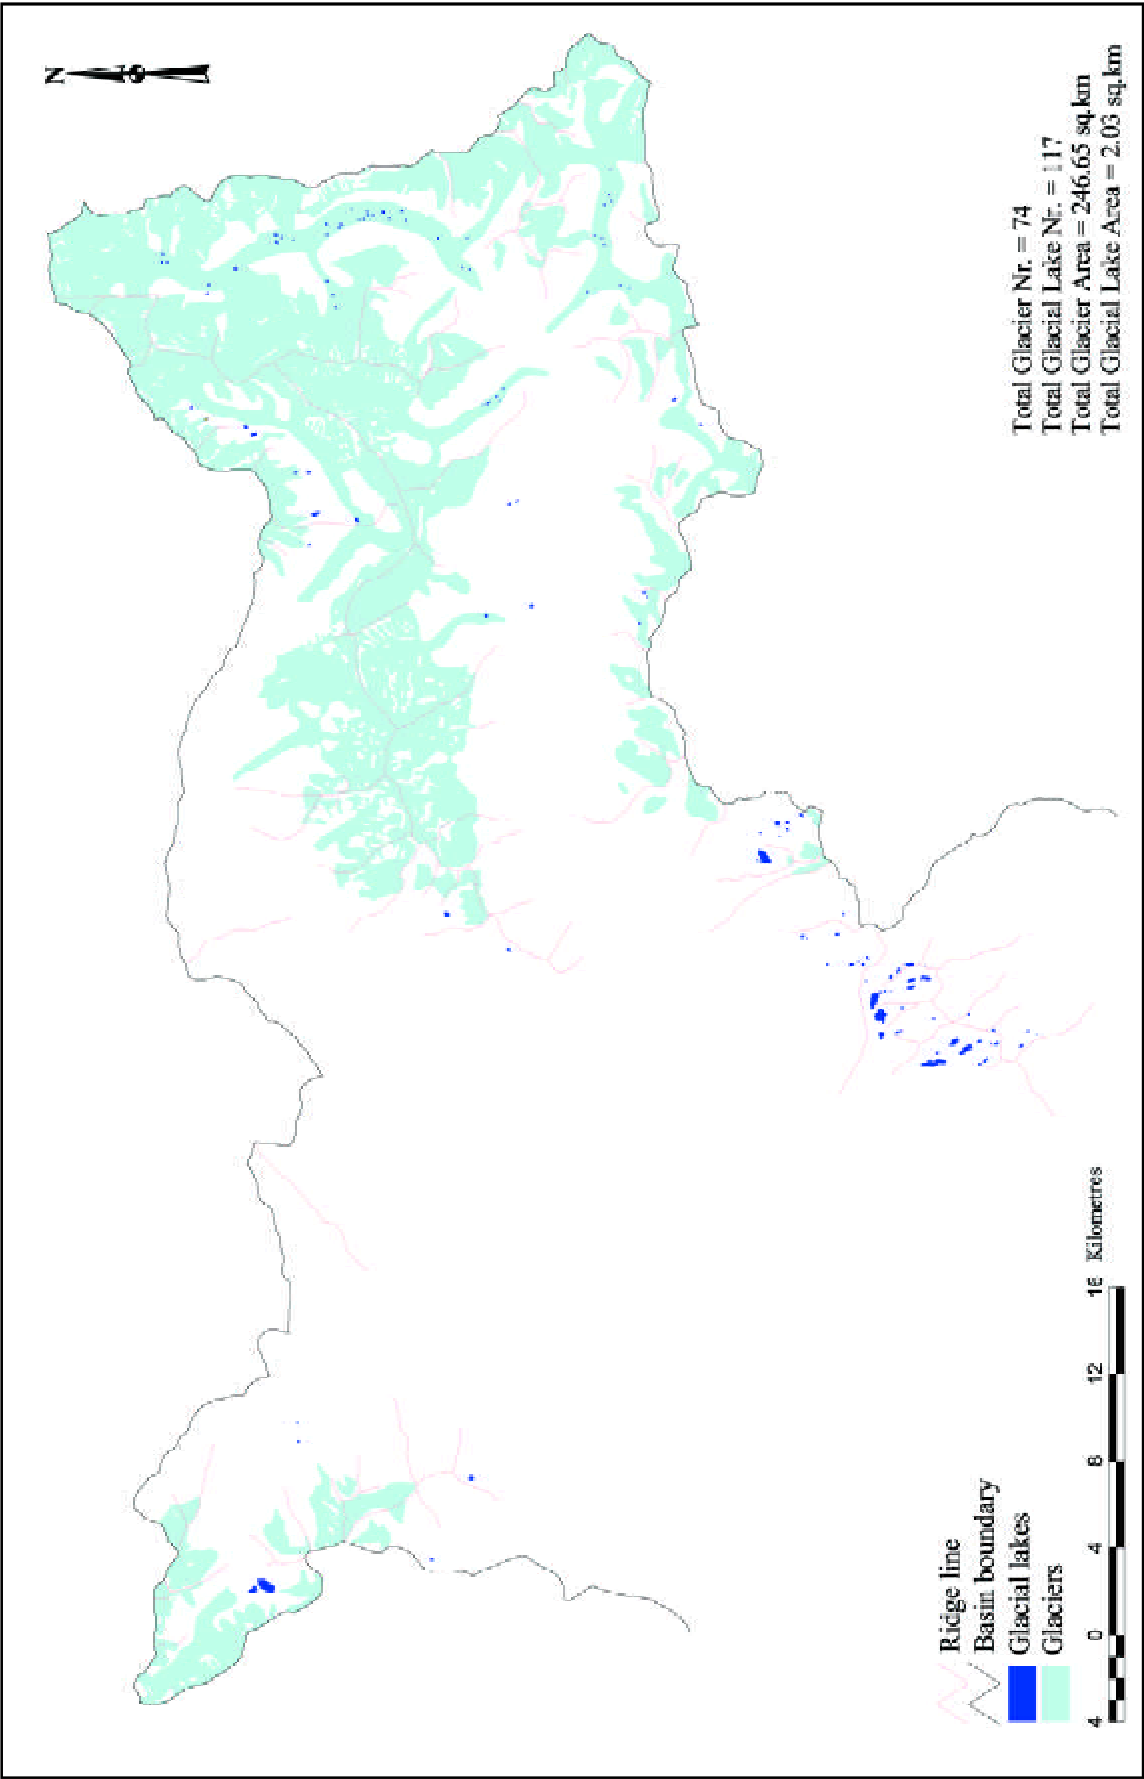 N
Total Glacier Nr. = 74
Total Glacial Lake Nr. = 117
Total Glacier Area = 246.65 sq.km
Total Glacial Lake Area = 2.03 sq.km
Ridge line
Basin boundary
Glacial lakes
Glaciers
4 0 4 8 12 16 Kilometres